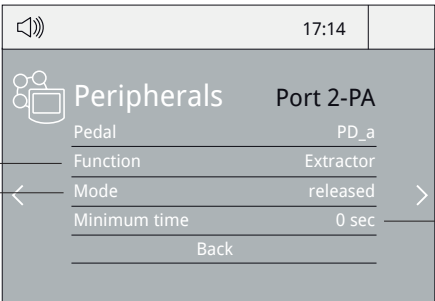 17:14
Peripherals Port 2-PA
Pedal PD_a
Function Extractor
Mode released
Minimum time 0 sec
Back